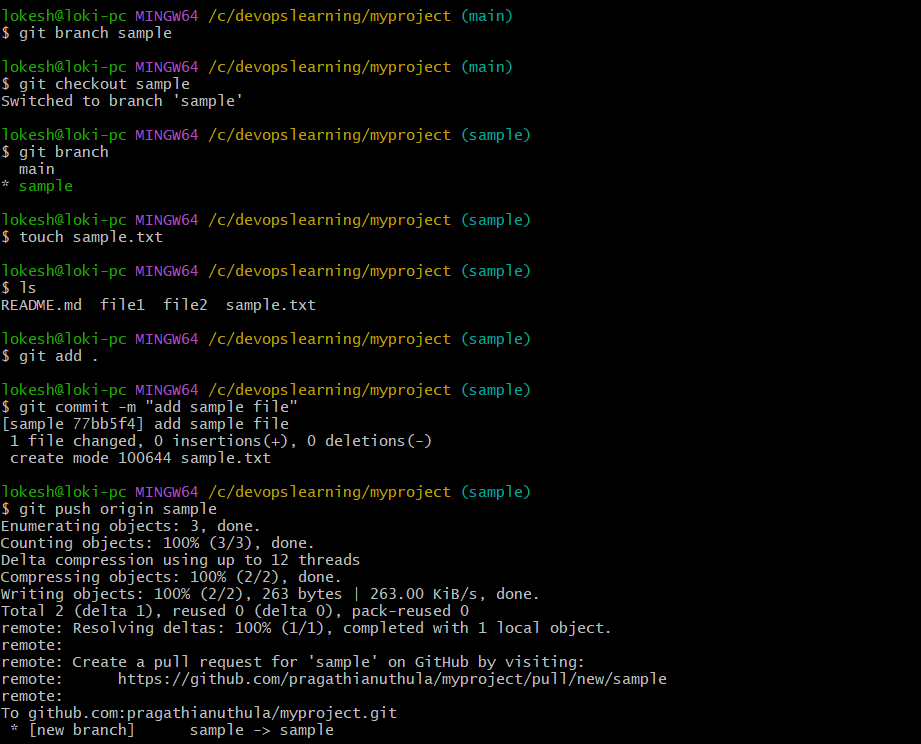 lokesh@loki-pc MINGW64 /c/devopslearning/myproject (main)
$ git branch sample

lokesh@loki-pc MINGW64 /c/devopslearning/myproject (main)
$ git checkout sample
Switched to branch 'sample'

lokesh@loki-pc MINGW64 /c/devopslearning/myproject (sample)
$ git branch
  main
* sample

lokesh@loki-pc MINGW64 /c/devopslearning/myproject (sample)
$ touch sample.txt

lokesh@loki-pc MINGW64 /c/devopslearning/myproject (sample)
$ ls
README.md  file1  file2  sample.txt

lokesh@loki-pc MINGW64 /c/devopslearning/myproject (sample)
$ git add .

lokesh@loki-pc MINGW64 /c/devopslearning/myproject (sample)
$ git commit -m "add sample file"
[sample 77bb5f4] add sample file
 1 file changed, 0 insertions(+), 0 deletions(-)
 create mode 100644 sample.txt

lokesh@loki-pc MINGW64 /c/devopslearning/myproject (sample)
$ git push origin sample
Enumerating objects: 3, done.
Counting objects: 100% (3/3), done.
Delta compression using up to 12 threads
Compressing objects: 100% (2/2), done.
Writing objects: 100% (2/2), 263 bytes | 263.00 KiB/s, done.
Total 2 (delta 1), reused 0 (delta 0), pack-reused 0
remote: Resolving deltas: 100% (1/1), completed with 1 local object.
remote:
remote: Create a pull request for 'sample' on GitHub by visiting:
remote:      https://github.com/pragathianuthula/myproject/pull/new/sample
remote:
To github.com:pragathianuthula/myproject.git
 * [new branch]      sample -> sample